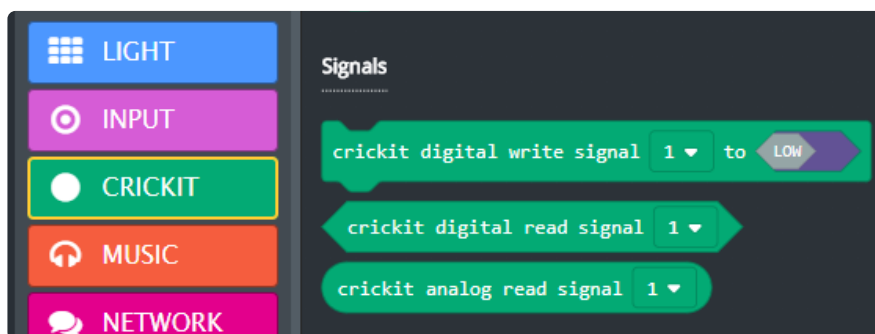 LIGHT
INPUT
CRICKIT
MUSIC
NETWORK
Signals
crickit digital write signal 1 to LOW
crickit digital read signal 1
crickit analog read signal 1